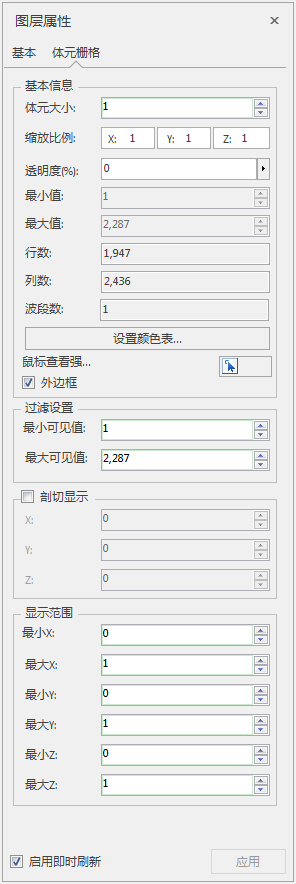 图层属性
基本 体元栅格
基本信息
体元大小: 1
缩放比例: X: 1 Y: 1 Z: 1
透明度(%): 0
最小值: 1
最大值: 2,287
行数: 1,947
列数: 2,436
波段数: 1
设置颜色表...
鼠标查看强...
外边框
过滤设置
最小可见值: 1
最大可见值: 2,287
剖切显示
X: 0
Y: 0
Z: 0
显示范围
最小X: 0
最大X: 1
最小Y: 0
最大Y: 1
最小Z: 0
最大Z: 1
启用即时刷新 应用